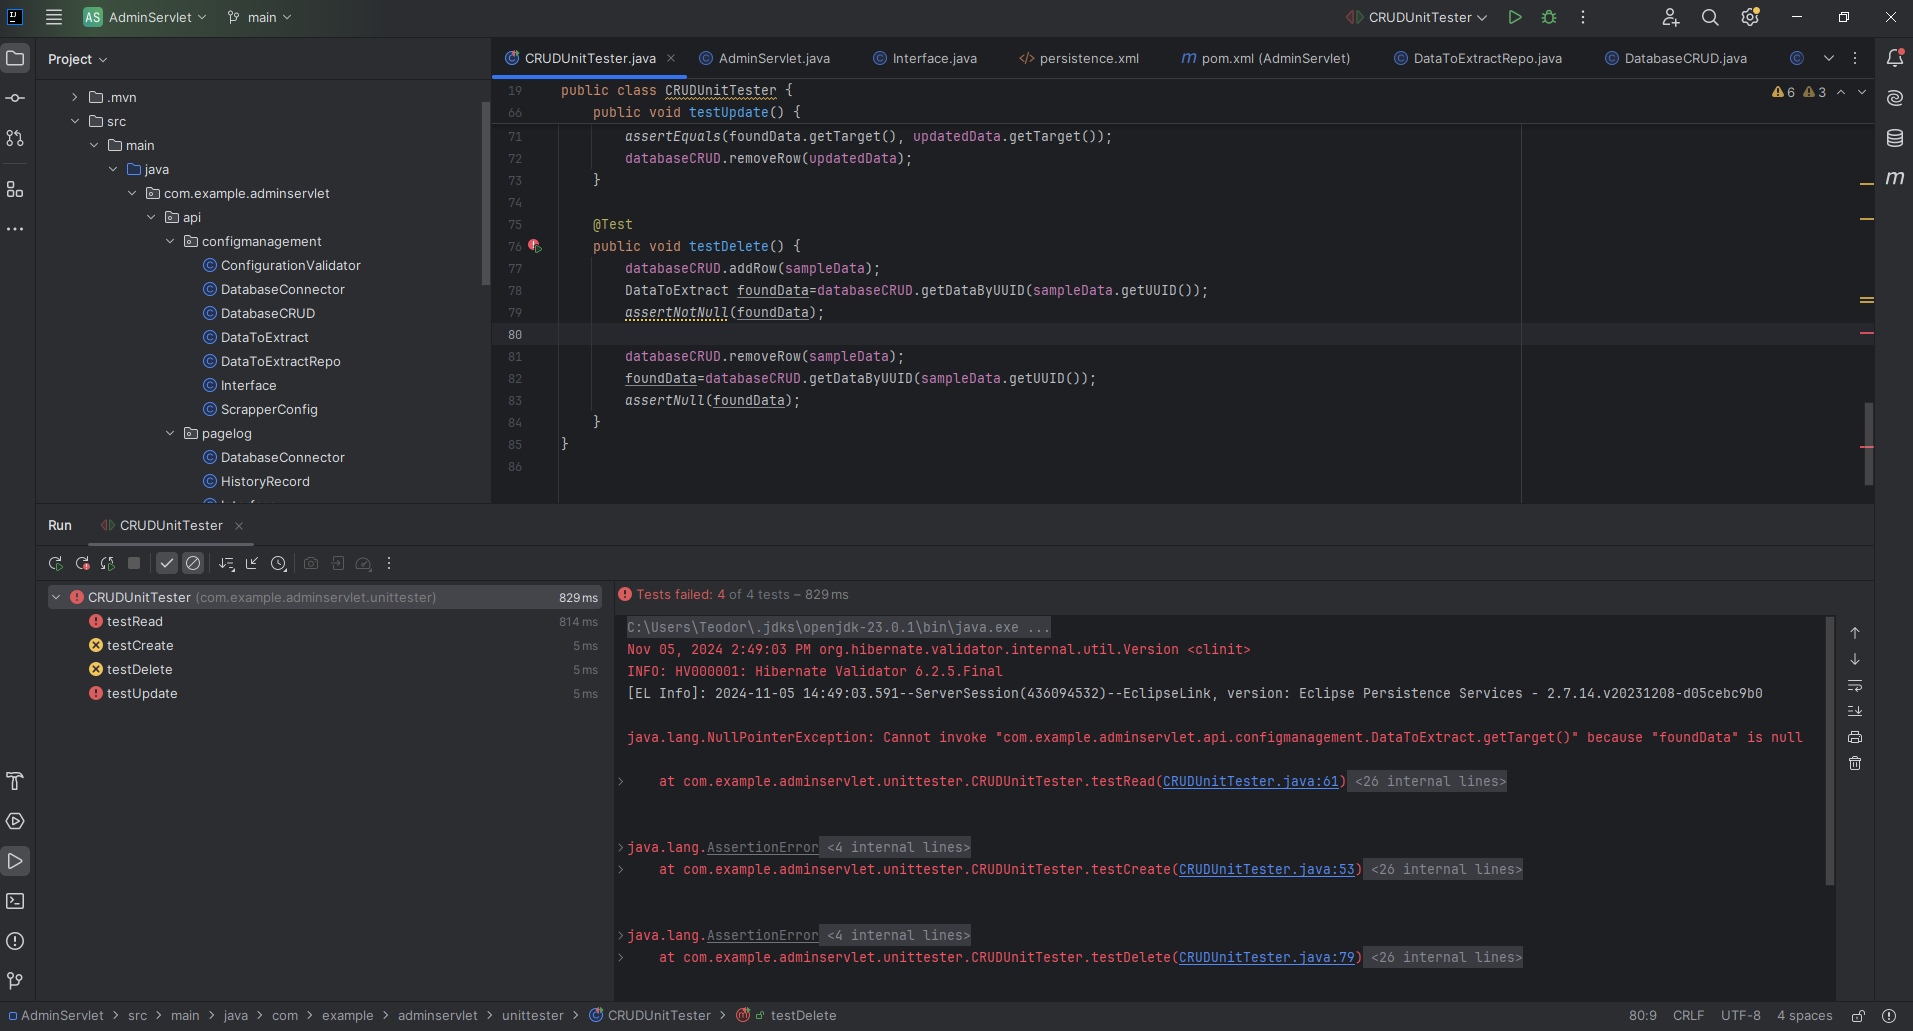 AS AdminServlet main CRUDUnitTester
Project
CRUDUnitTester.java AdminServlet.java Interface.java persistence.xml pom.xml (AdminServlet) DataToExtractRepo.java DatabaseCRUD.java
.mvn
src
main
java
com.example.adminservlet
api
configmanagement
ConfigurationValidator
DatabaseConnector
DatabaseCRUD
DataToExtract
DataToExtractRepo
Interface
ScrapperConfig
pagelog
DatabaseConnector
HistoryRecord
19 public class CRUDUnitTester {
6 3
66 public void testUpdate() {
71 assertEquals(foundData.getTarget(), updatedData.getTarget());
72 databaseCRUD.removeRow(updatedData);
73 }
74
75 @Test
76 public void testDelete() {
77 databaseCRUD.addRow(sampleData);
78 DataToExtract foundData=databaseCRUD.getDataByUUID(sampleData.getUUID());
79 assertNotNull(foundData);
80
81 databaseCRUD.removeRow(sampleData);
82 foundData=databaseCRUD.getDataByUUID(sampleData.getUUID());
83 assertNull(foundData);
84 }
85 }
86
Run CRUDUnitTester
CRUDUnitTester (com.example.adminservlet.unittester) 829 ms
testRead 814 ms
testCreate 5 ms
testDelete 5 ms
testUpdate 5 ms
Tests failed: 4 of 4 tests – 829 ms
C:\Users\Teodor\.jdks\openjdk-23.0.1\bin\java.exe ...
Nov 05, 2024 2:49:03 PM org.hibernate.validator.internal.util.Version <clinit>
INFO: HV000001: Hibernate Validator 6.2.5.Final
[EL Info]: 2024-11-05 14:49:03.591--ServerSession(436094532)--EclipseLink, version: Eclipse Persistence Services - 2.7.14.v20231208-d05cebc9b0
java.lang.NullPointerException: Cannot invoke "com.example.adminservlet.api.configmanagement.DataToExtract.getTarget()" because "foundData" is null
at com.example.adminservlet.unittester.CRUDUnitTester.testRead(CRUDUnitTester.java:61) <26 internal lines>
java.lang.AssertionError <4 internal lines>
at com.example.adminservlet.unittester.CRUDUnitTester.testCreate(CRUDUnitTester.java:53) <26 internal lines>
java.lang.AssertionError <4 internal lines>
at com.example.adminservlet.unittester.CRUDUnitTester.testDelete(CRUDUnitTester.java:79) <26 internal lines>
AdminServlet > src > main > java > com > example > adminservlet > unittester > CRUDUnitTester > testDelete
80:9 CRLF UTF-8 4 spaces